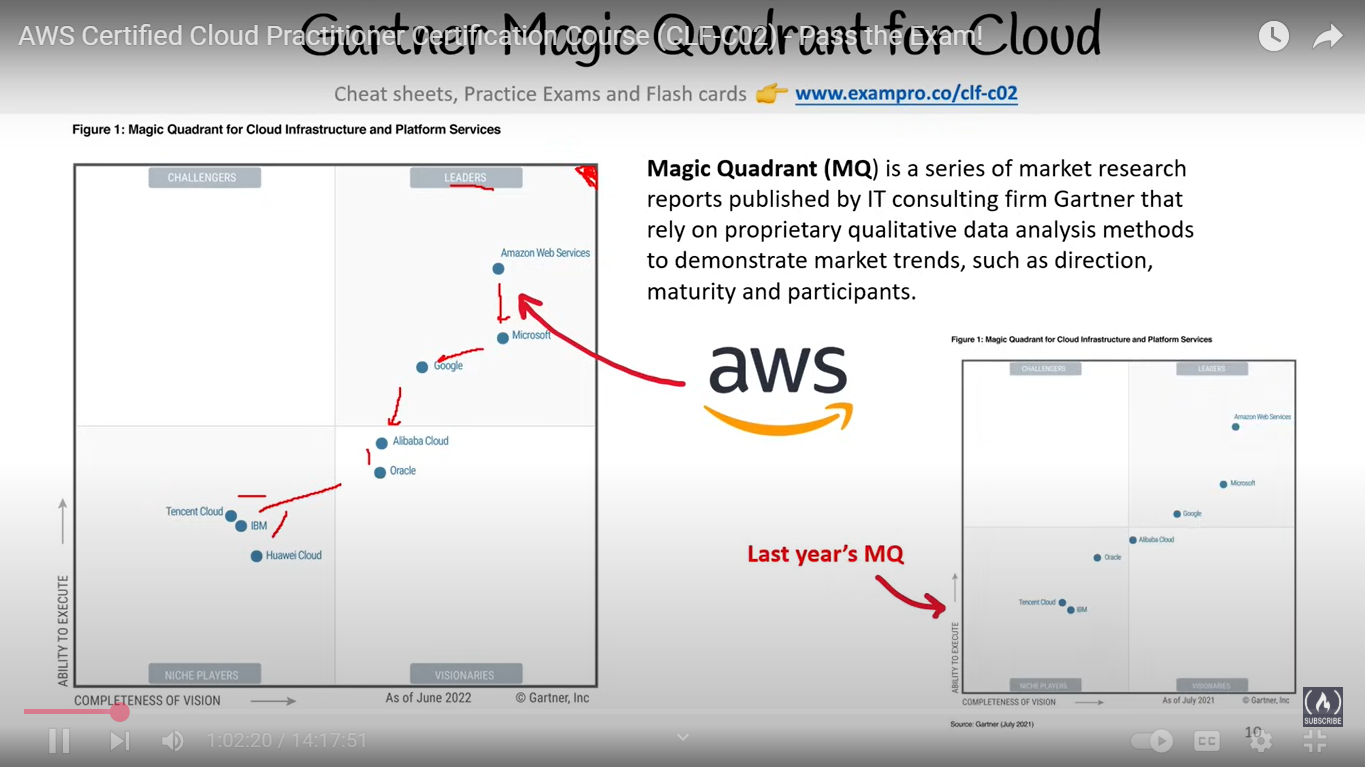 Gartner Magic Quadrant for Cloud
AWS Certified Cloud Practitioner Certification Course (CLF-C02) - Pass the Exam!
Cheat sheets, Practice Exams and Flash cards 👉 www.exampro.co/clf-c02
Figure 1: Magic Quadrant for Cloud Infrastructure and Platform Services
CHALLENGERS
LEADERS
Amazon Web Services
Microsoft
Google
Alibaba Cloud
Oracle
Tencent Cloud
IBM
Huawei Cloud
ABILITY TO EXECUTE
NICHE PLAYERS
VISIONARIES
COMPLETENESS OF VISION
As of June 2022
© Gartner, Inc
Magic Quadrant (MQ) is a series of market research
reports published by IT consulting firm Gartner that
rely on proprietary qualitative data analysis methods
to demonstrate market trends, such as direction,
maturity and participants.
aws
Last year's MQ
Figure 1: Magic Quadrant for Cloud Infrastructure and Platform Services
CHALLENGERS
LEADERS
Amazon Web Services
Microsoft
Google
Alibaba Cloud
Oracle
Tencent Cloud
IBM
ABILITY TO EXECUTE
NICHE PLAYERS
VISIONARIES
COMPLETENESS OF VISION
As of July 2021
© Gartner, Inc
Source: Gartner (July 2021)
10
SUBSCRIBE
1:02:20 / 14:17:51
CC